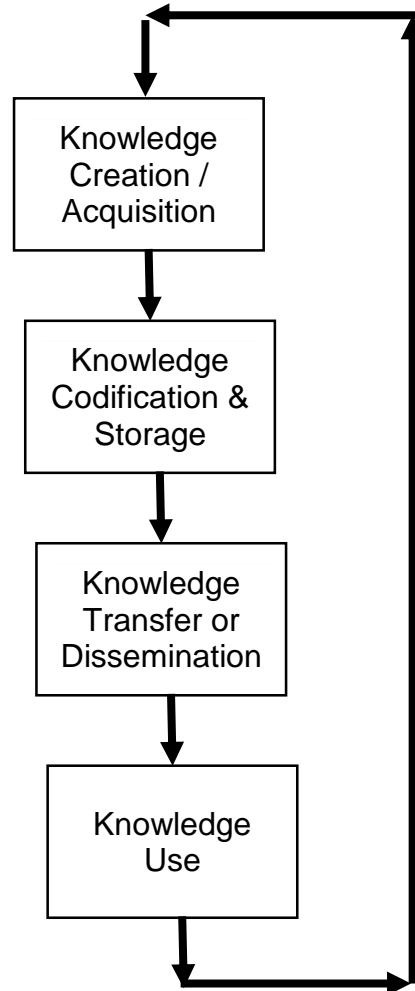 Knowledge
Creation /
Acquisition
Knowledge
Codification &
Storage
Knowledge
Transfer or
Dissemination
Knowledge
Use